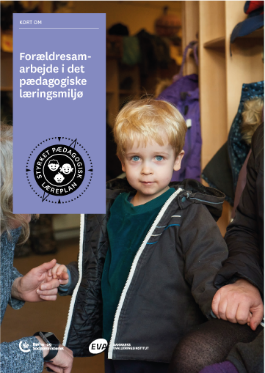 KORT OM
Forældresam-
arbejde i det
pædagogiske
læringsmiljø
STYRKET PÆDAGOGISK
LÆREPLAN
EVA